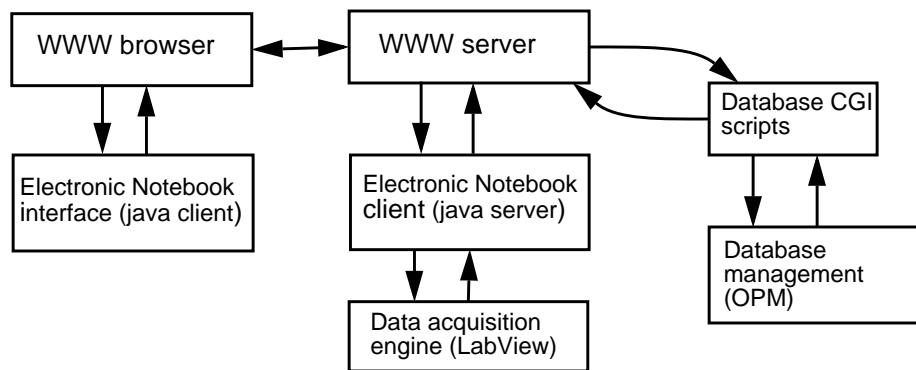 WWW browser
WWW server
Database CGI
scripts
Electronic Notebook
interface (java client)
Electronic Notebook
client (java server)
Database
management
(OPM)
Data acquisition
engine (LabView)